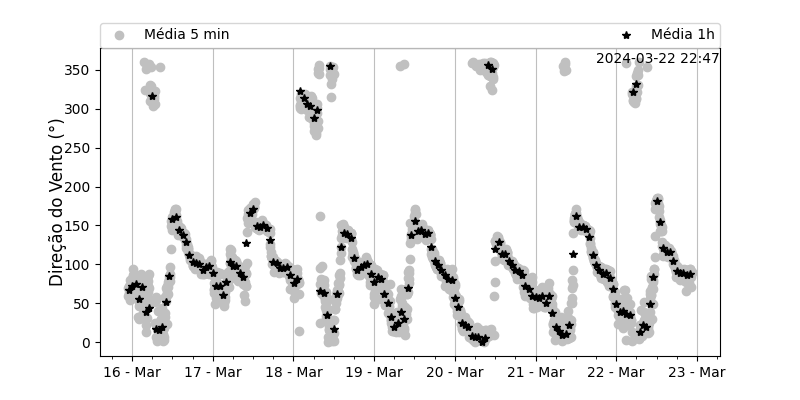 Média 5 min
Média 1h
2024-03-22 22:47
Direção do Vento (°)
350
300
250
200
150
100
50
0
16 - Mar
17 - Mar
18 - Mar
19 - Mar
20 - Mar
21 - Mar
22 - Mar
23 - Mar